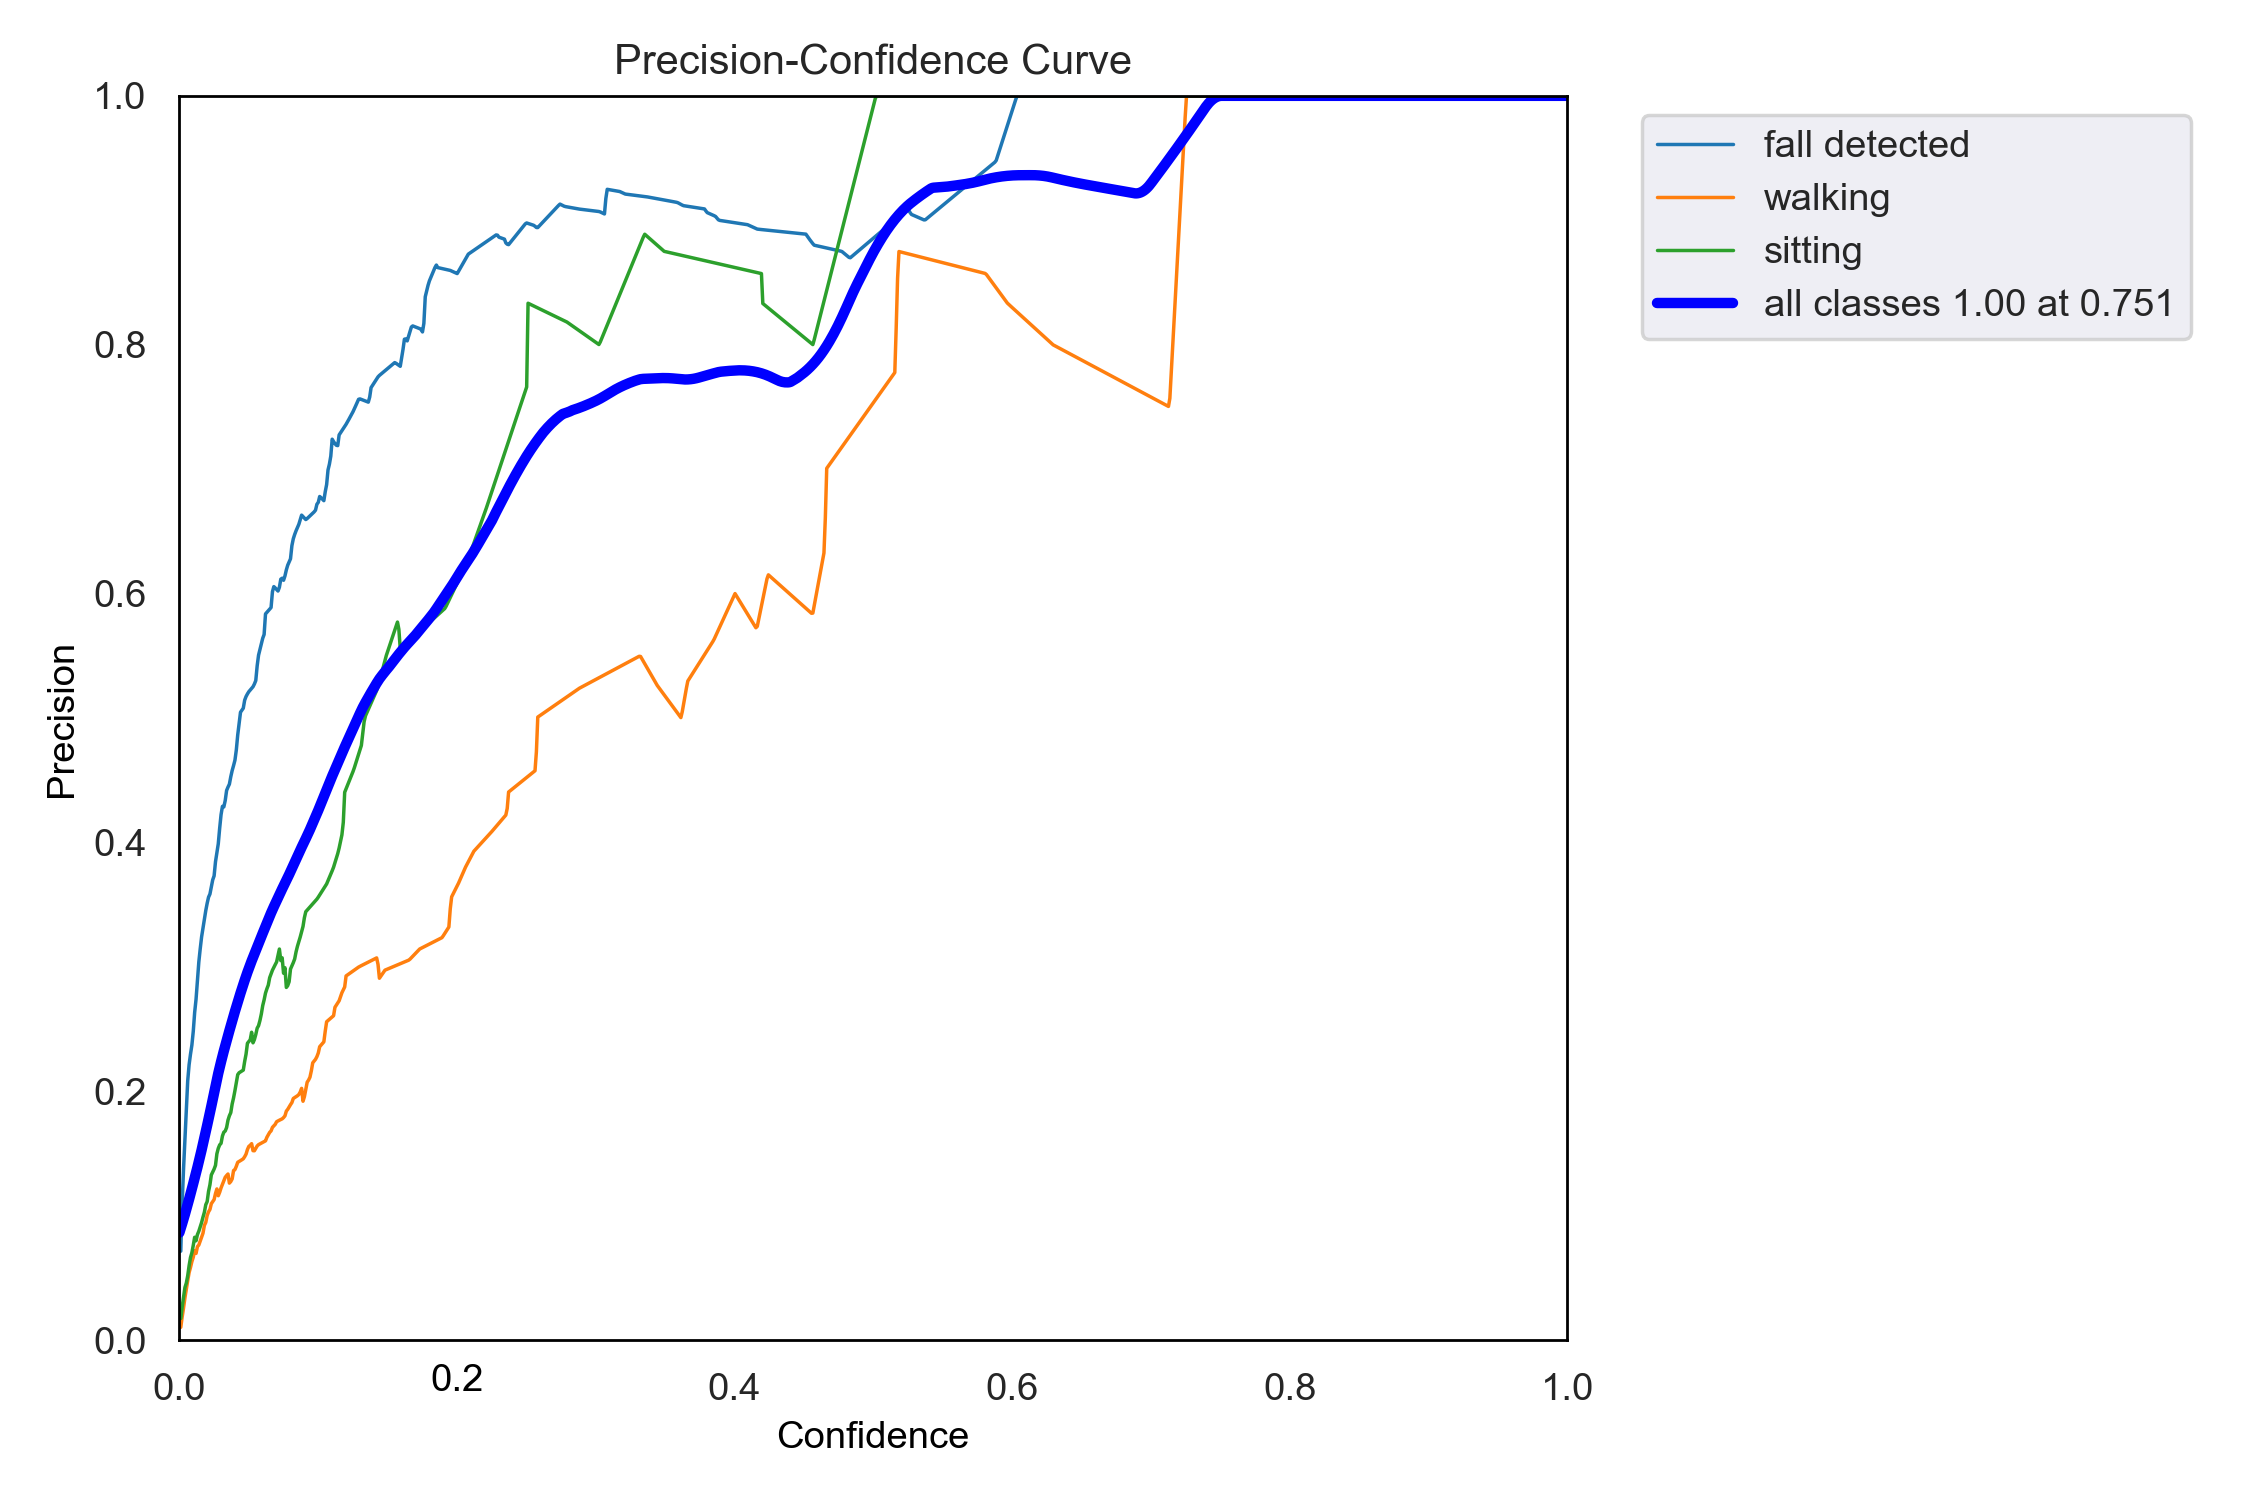 Precision-Confidence Curve
1.0
0.8
0.6
0.4
0.2
0.0
Precision
0.0 0.2 0.4 0.6 0.8 1.0
Confidence
fall detected
walking
sitting
all classes 1.00 at 0.751